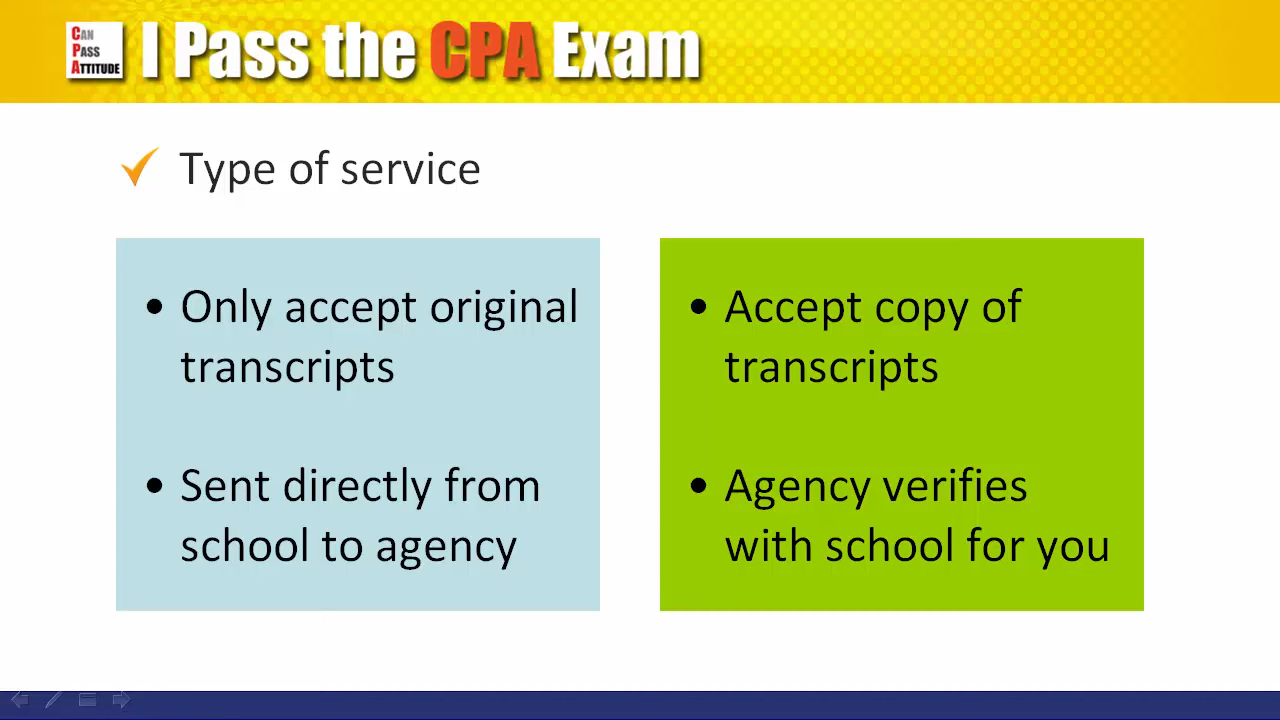 CAN
PASS
ATTITUDE
I Pass the CPA Exam
Type of service
• Only accept original
transcripts
• Sent directly from
school to agency
• Accept copy of
transcripts
• Agency verifies
with school for you